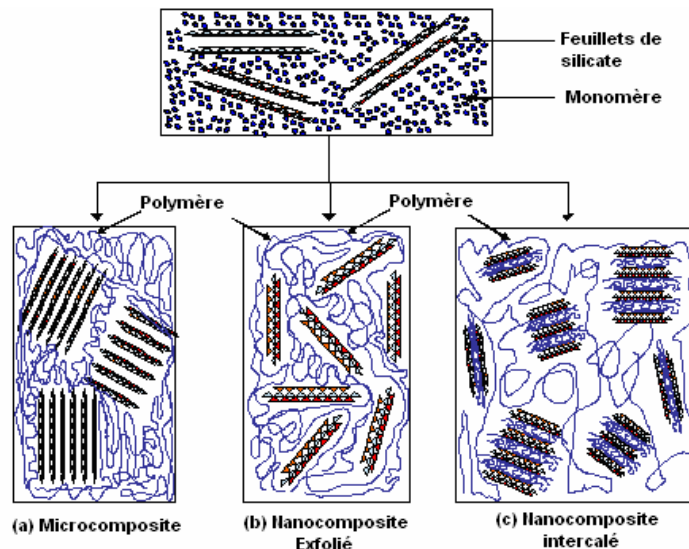 Feuillets de
silicate
Monomère
Polymère
Polymère
(a) Microcomposite
(b) Nanocomposite
Exfolié
(c) Nanocomposite
intercalé